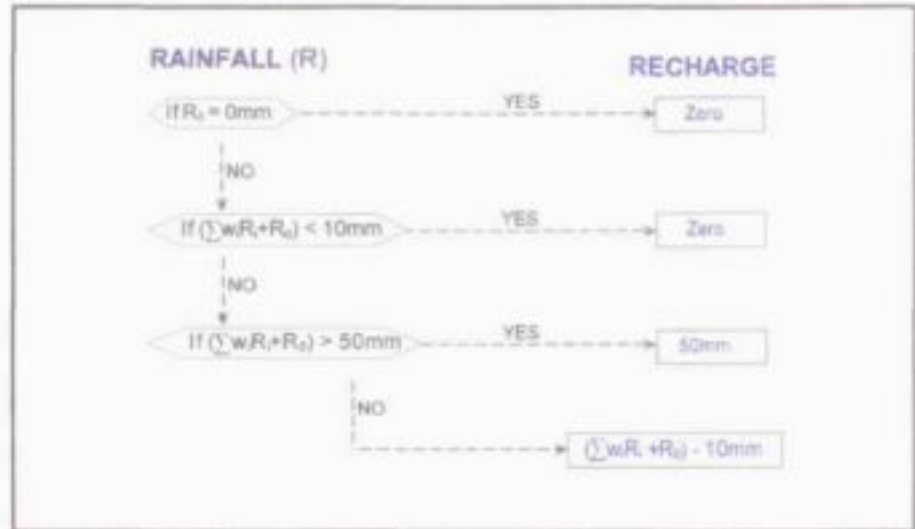 RAINFALL (R)
RECHARGE
If R₀ = 0mm
YES
Zero
NO
If (∑wᵢRᵢ+R₀) < 10mm
YES
Zero
NO
If (∑wᵢRᵢ+R₀) > 50mm
YES
50mm
NO
(∑wᵢRᵢ +R₀) - 10mm